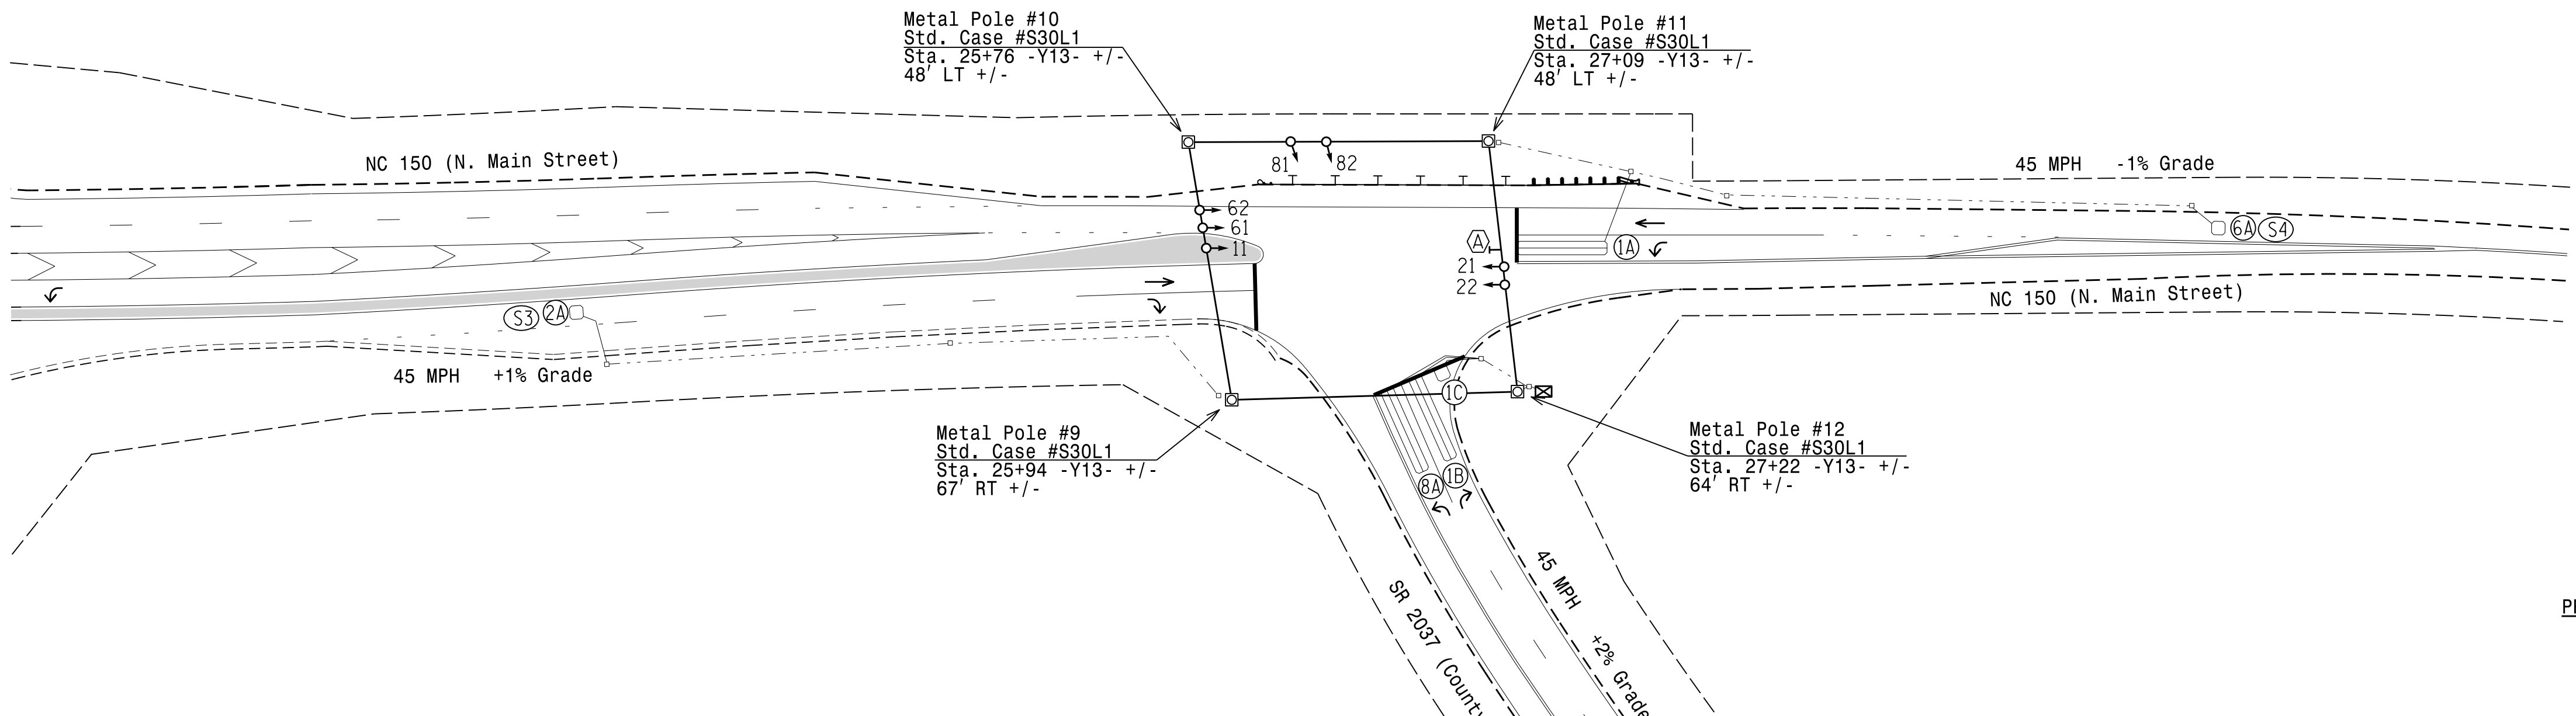 Metal Pole #10
Std. Case #S30L1
Sta. 25+76 -Y13- +/-
48' LT +/-
Metal Pole #11
Std. Case #S30L1
Sta. 27+09 -Y13- +/-
48' LT +/-
NC 150 (N. Main Street)
45 MPH -1% Grade
81
82
62
61
11
A
21
22
1A
6A
S4
NC 150 (N. Main Street)
S3
2A
45 MPH +1% Grade
1C
Metal Pole #9
Std. Case #S30L1
Sta. 25+94 -Y13- +/-
67' RT +/-
Metal Pole #12
Std. Case #S30L1
Sta. 27+22 -Y13- +/-
64' RT +/-
8A
1B
45 MPH +2% Grade
SR 2037 (County